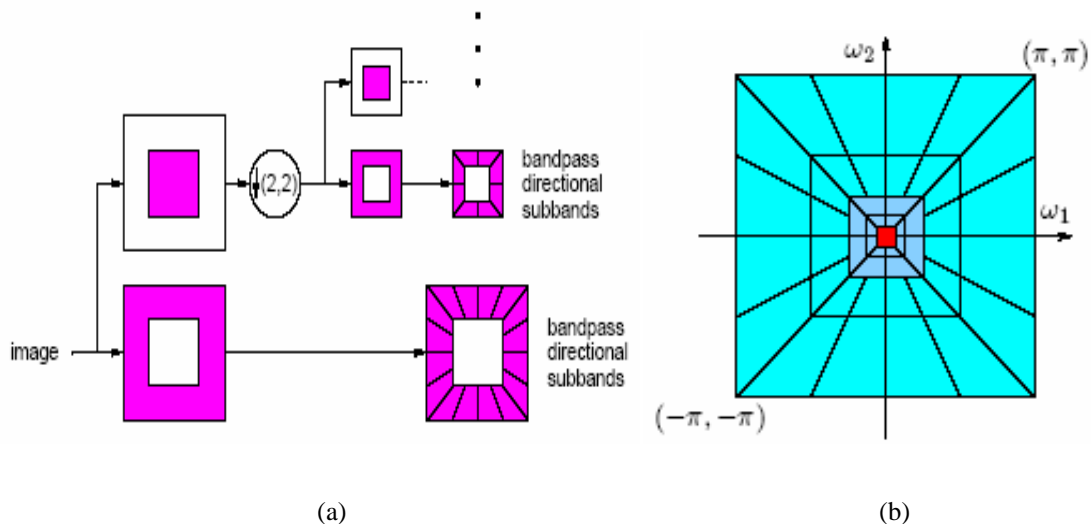 (2,2)
bandpass
directional
subbands
image
bandpass
directional
subbands
ω₂
(π, π)
ω₁
(−π, −π)
(a)
(b)